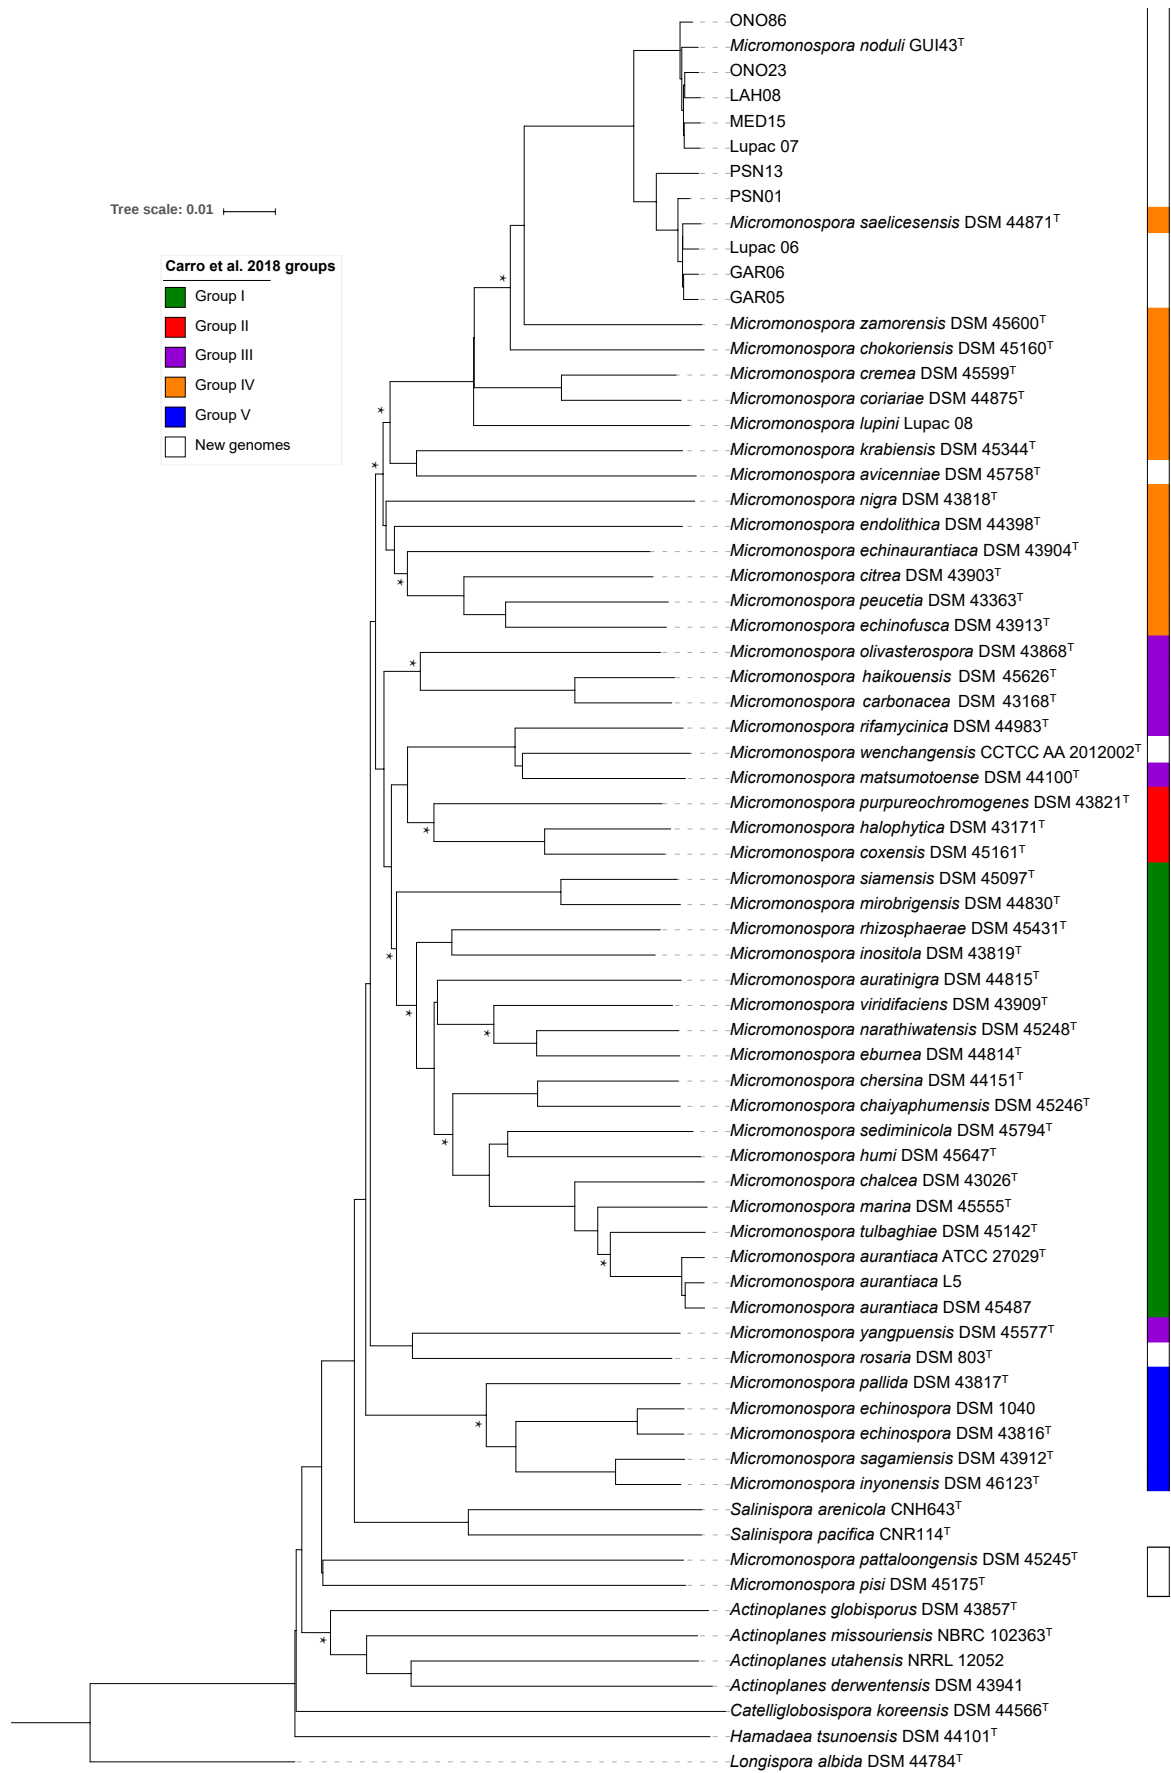 ONO86
Micromonospora noduli GUI43ᵀ
ONO23
LAH08
MED15
Lupac 07
PSN13
PSN01
Tree scale: 0.01
Micromonospora saelicesensis DSM 44871ᵀ
Lupac 06
Carro et al. 2018 groups
GAR06
Group I
GAR05
Group II
Micromonospora zamorensis DSM 45600ᵀ
Group III
Micromonospora chokoriensis DSM 45160ᵀ
Micromonospora cremea DSM 45599ᵀ
Group IV
Micromonospora coriariae DSM 44875ᵀ
Group V
Micromonospora lupini Lupac 08
New genomes
Micromonospora krabiensis DSM 45344ᵀ
Micromonospora avicenniae DSM 45758ᵀ
Micromonospora nigra DSM 43818ᵀ
Micromonospora endolithica DSM 44398ᵀ
Micromonospora echinaurantiaca DSM 43904ᵀ
Micromonospora citrea DSM 43903ᵀ
Micromonospora peucetia DSM 43363ᵀ
Micromonospora echinofusca DSM 43913ᵀ
Micromonospora olivasterospora DSM 43868ᵀ
Micromonospora haikouensis DSM 45626ᵀ
Micromonospora carbonacea DSM 43168ᵀ
Micromonospora rifamycinica DSM 44983ᵀ
Micromonospora wenchangensis CCTCC AA 2012002ᵀ
Micromonospora matsumotoense DSM 44100ᵀ
Micromonospora purpureochromogenes DSM 43821ᵀ
Micromonospora halophytica DSM 43171ᵀ
Micromonospora coxensis DSM 45161ᵀ
Micromonospora siamensis DSM 45097ᵀ
Micromonospora mirobrigensis DSM 44830ᵀ
Micromonospora rhizosphaerae DSM 45431ᵀ
Micromonospora inositola DSM 43819ᵀ
Micromonospora auratinigra DSM 44815ᵀ
Micromonospora viridifaciens DSM 43909ᵀ
Micromonospora narathiwatensis DSM 45248ᵀ
Micromonospora eburnea DSM 44814ᵀ
Micromonospora chersina DSM 44151ᵀ
Micromonospora chaiyaphumensis DSM 45246ᵀ
Micromonospora sediminicola DSM 45794ᵀ
Micromonospora humi DSM 45647ᵀ
Micromonospora chalcea DSM 43026ᵀ
Micromonospora marina DSM 45555ᵀ
Micromonospora tulbaghiae DSM 45142ᵀ
Micromonospora aurantiaca ATCC 27029ᵀ
Micromonospora aurantiaca L5
Micromonospora aurantiaca DSM 45487
Micromonospora yangpuensis DSM 45577ᵀ
Micromonospora rosaria DSM 803ᵀ
Micromonospora pallida DSM 43817ᵀ
Micromonospora echinospora DSM 1040
Micromonospora echinospora DSM 43816ᵀ
Micromonospora sagamiensis DSM 43912ᵀ
Micromonospora inyonensis DSM 46123ᵀ
Salinispora arenicola CNH643ᵀ
Salinispora pacifica CNR114ᵀ
Micromonospora pattaloongensis DSM 45245ᵀ
Micromonospora pisi DSM 45175ᵀ
Actinoplanes globisporus DSM 43857ᵀ
Actinoplanes missouriensis NBRC 102363ᵀ
Actinoplanes utahensis NRRL 12052
Actinoplanes derwentensis DSM 43941
Catelliglobosispora koreensis DSM 44566ᵀ
Hamadaea tsunoensis DSM 44101ᵀ
Longispora albida DSM 44784ᵀ